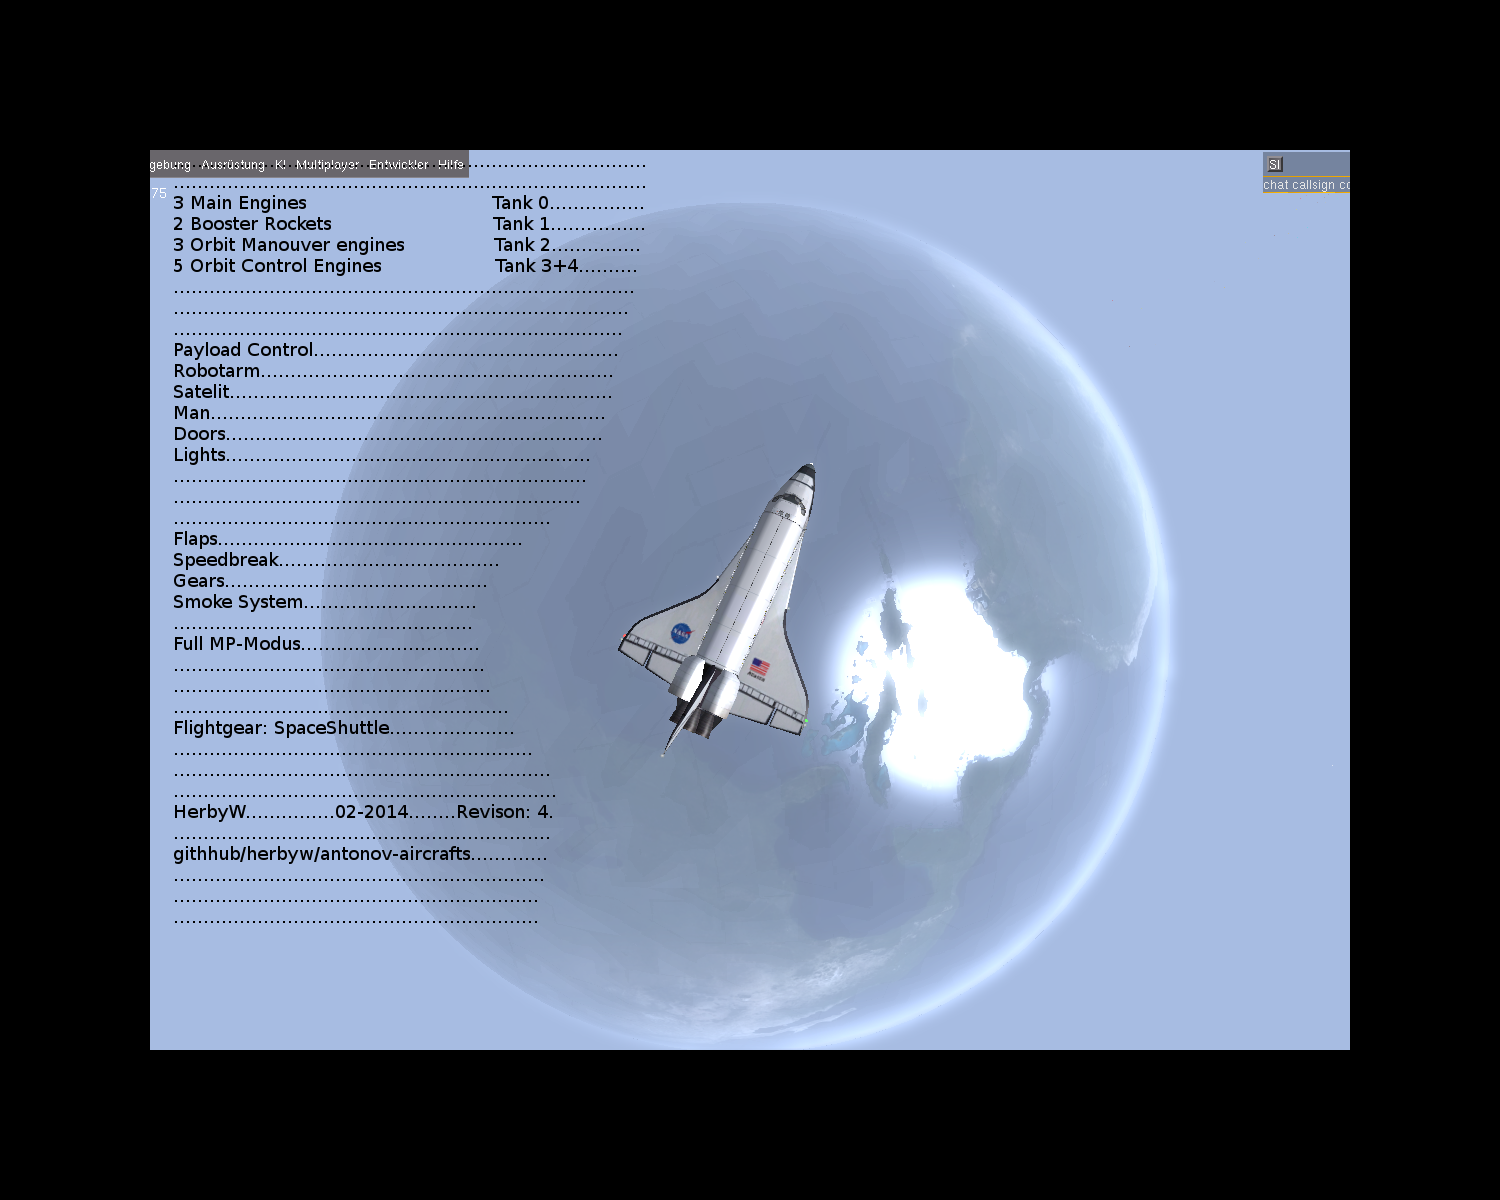 gebung Ausrüstung KI Multiplayer Entwickler Hilfe
SI
chat callsign
75
3 Main Engines Tank 0................
2 Booster Rockets Tank 1................
3 Orbit Manouver engines Tank 2...............
5 Orbit Control Engines Tank 3+4..........
Payload Control...................................................
Robotarm...........................................................
Satelit................................................................
Man..................................................................
Doors...............................................................
Lights.............................................................
Flaps...................................................
Speedbreak.....................................
Gears............................................
Smoke System.............................
Full MP-Modus..............................
Flightgear: SpaceShuttle.....................
HerbyW...............02-2014........Revison: 4.
githhub/herbyw/antonov-aircrafts.............
NASA